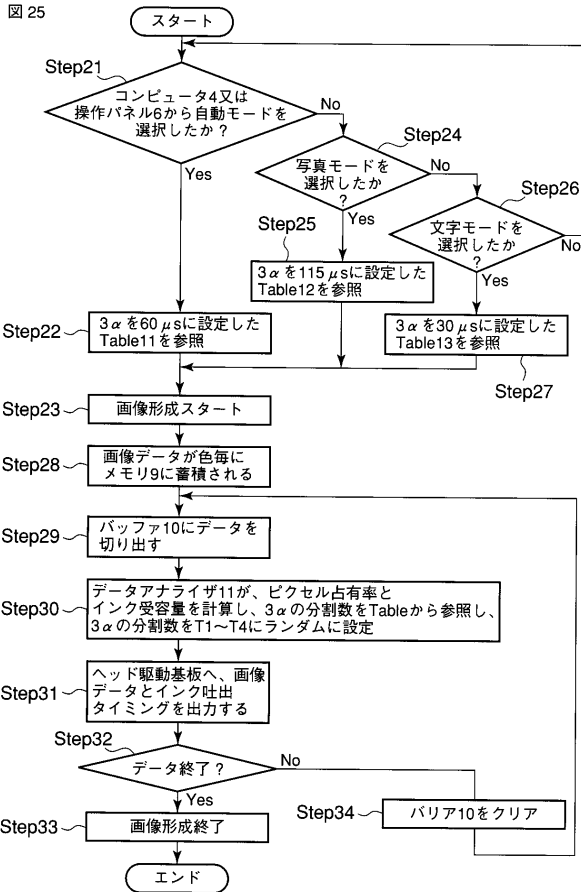 図 25
スタート
Step21
コンピュータ4又は
操作パネル6から自動モードを
選択したか？
No
Yes
Step24
写真モードを
選択したか
？
No
Yes
Step26
文字モードを
選択したか
？
No
Yes
Step25
3αを115 μsに設定した
Table12を参照
Step22
3αを60 μsに設定した
Table11を参照
3αを30 μsに設定した
Table13を参照
Step27
Step23
画像形成スタート
Step28
画像データが色毎に
メモリ9に蓄積される
Step29
バッファ10にデータを
切り出す
Step30
データアナライザ11が、ピクセル占有率と
インク受容量を計算し、3αの分割数をTableから参照し、
3αの分割数をT1～T4にランダムに設定
Step31
ヘッド駆動基板へ、画像
データとインク吐出
タイミングを出力する
Step32
データ終了？
No
Yes
Step34
バリア10をクリア
Step33
画像形成終了
エンド